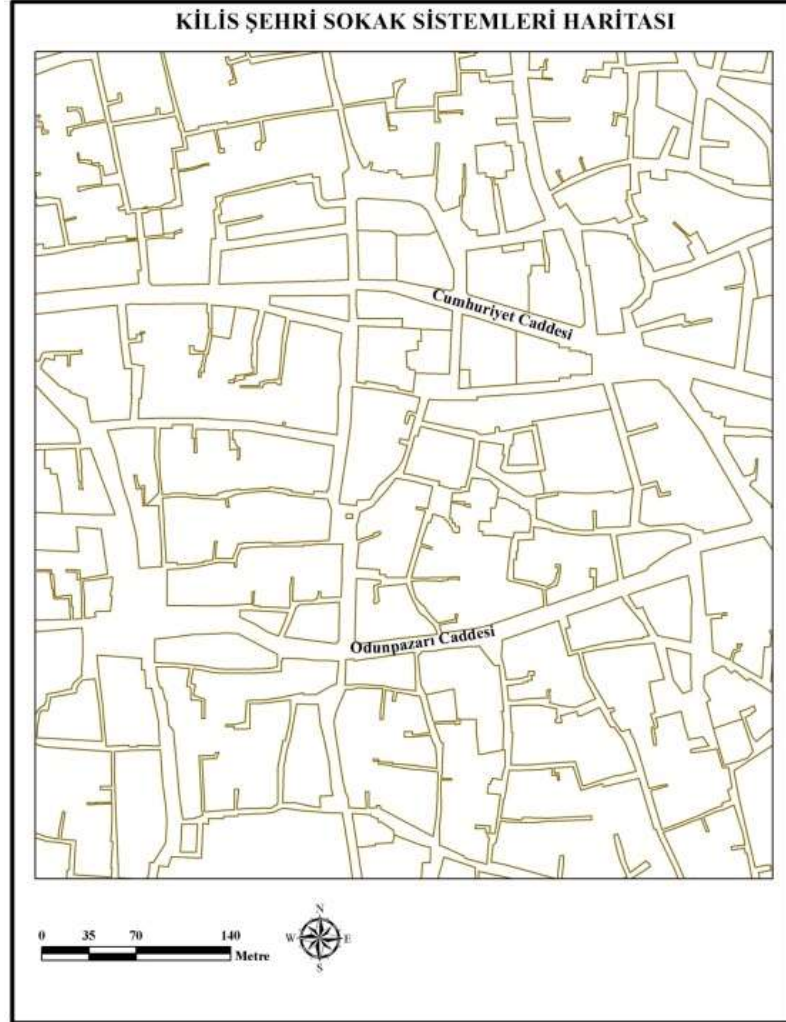 KİLİS ŞEHRİ SOKAK SİSTEMLERİ HARİTASI
Cumhuriyet Caddesi
Odunpazarı Caddesi
0 35 70 140
Metre
N
W E
S